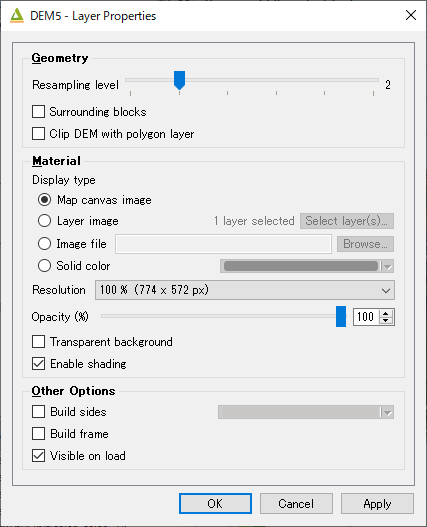 DEM5 - Layer Properties
Geometry
Resampling level 2
Surrounding blocks
Clip DEM with polygon layer
Material
Display type
Map canvas image
Layer image 1 layer selected Select layer(s)...
Image file Browse...
Solid color
Resolution 100 % (774 x 572 px)
Opacity (%) 100
Transparent background
Enable shading
Other Options
Build sides
Build frame
Visible on load
OK Cancel Apply